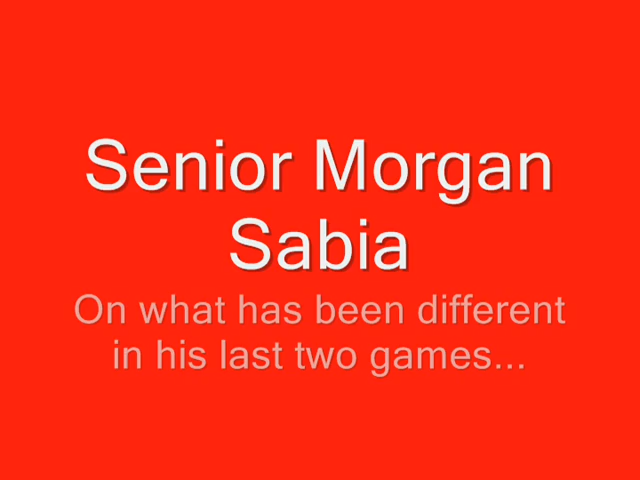 Senior Morgan
Sabia
On what has been different
in his last two games...